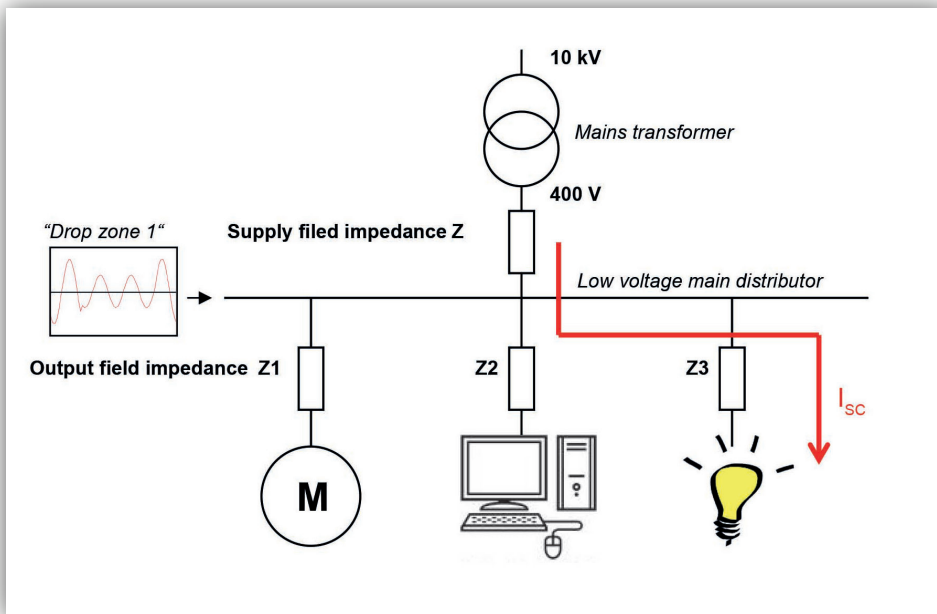 10 kV
Mains transformer
400 V
“Drop zone 1“
Supply filed impedance Z
Low voltage main distributor
Output field impedance Z1
Z2
Z3
I_SC
M